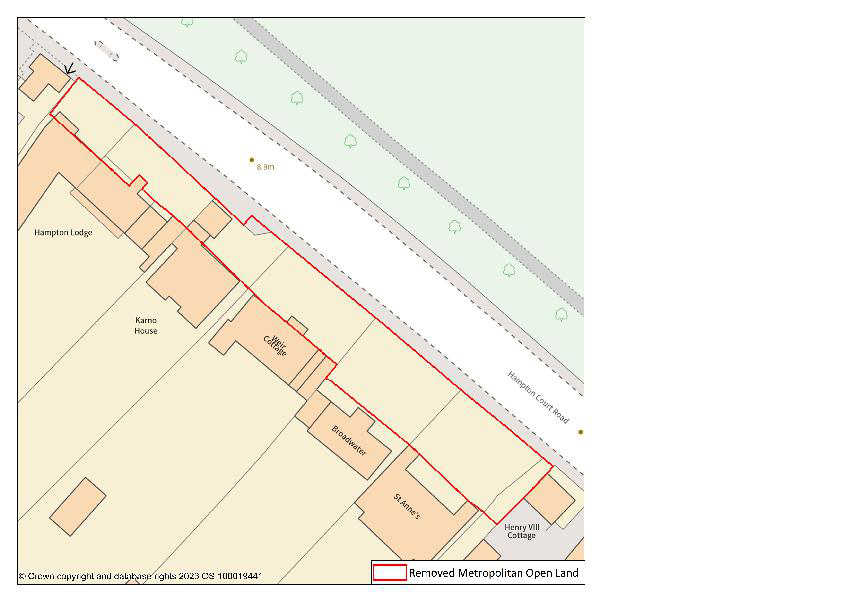 8.9m
Hampton Lodge
Karno
House
Weir
Cottage
Hampton Court Road
Broadwater
St Anne's
Henry VIII
Cottage
© Crown copyright and database rights 2023 OS 100019441
Removed Metropolitan Open Land